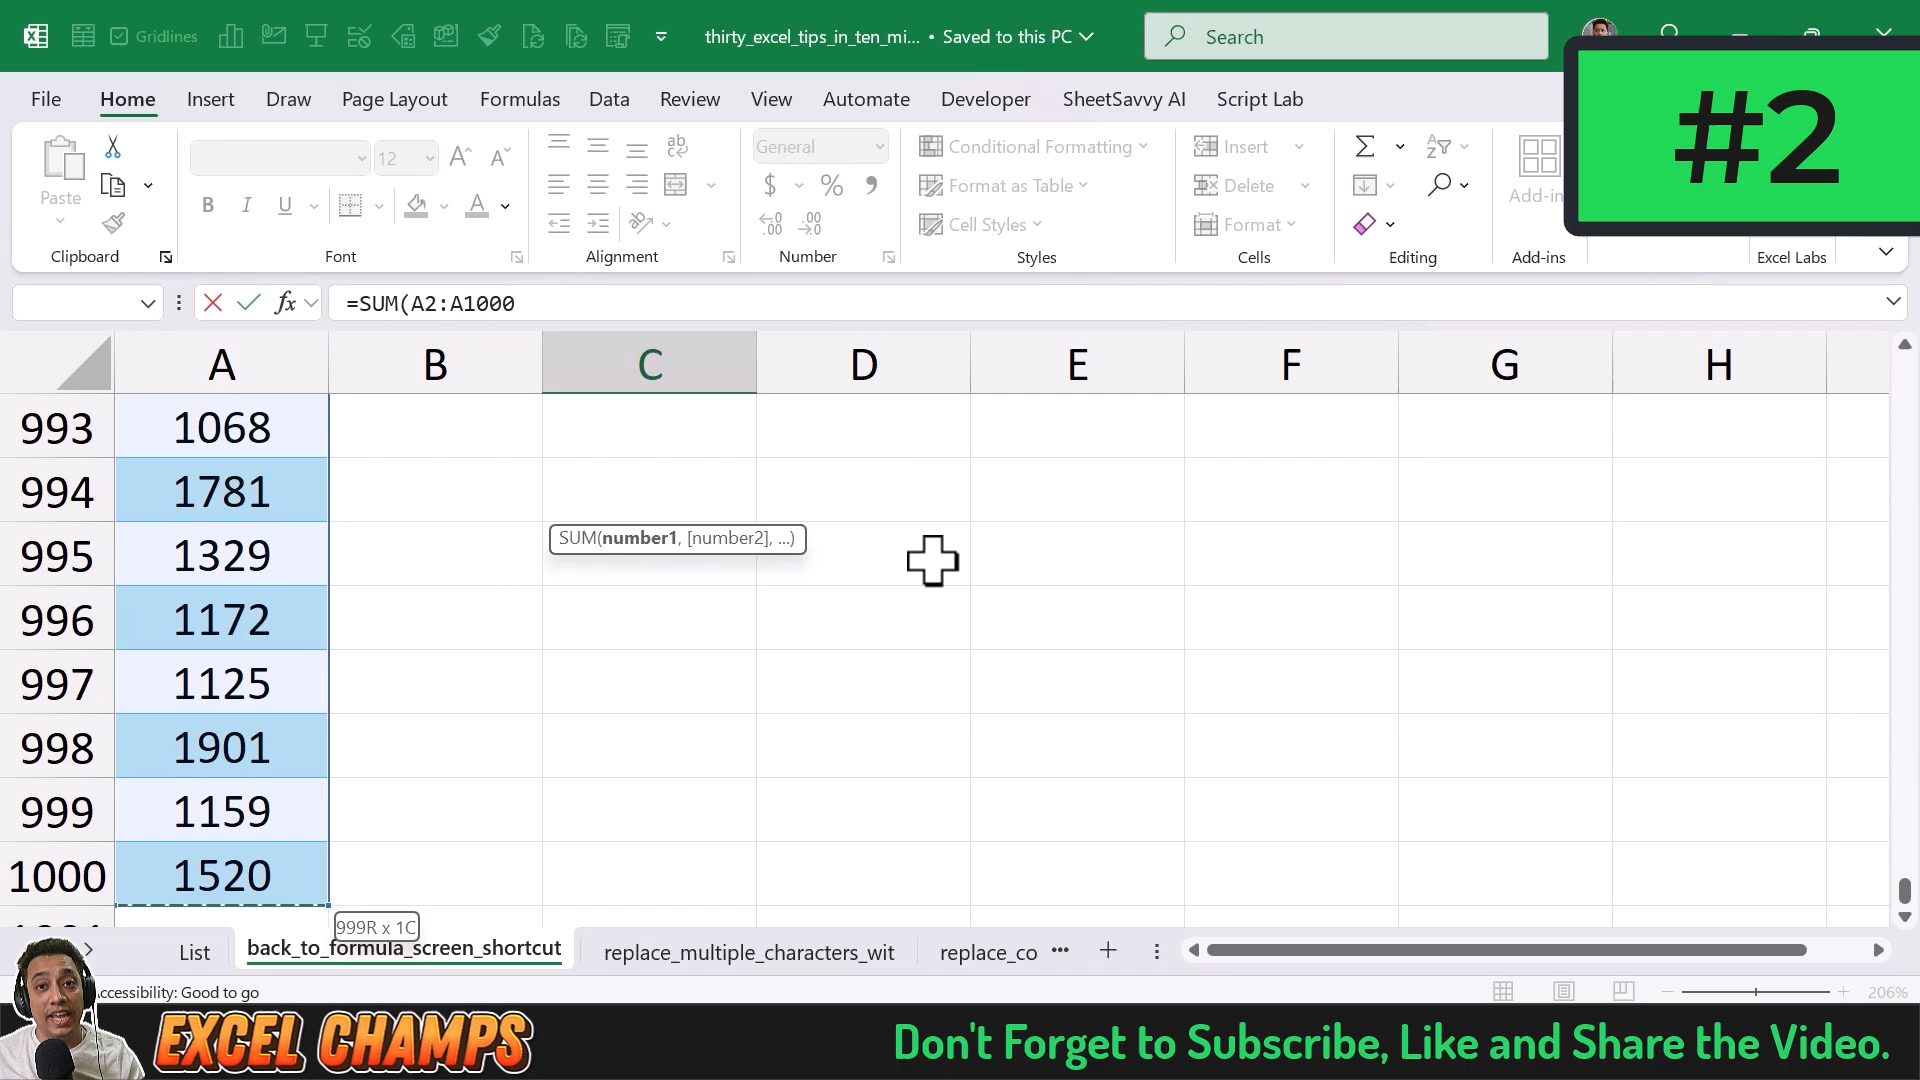 Gridlines
thirty_excel_tips_in_ten_mi... • Saved to this PC
Search
#2
File Home Insert Draw Page Layout Formulas Data Review View Automate Developer SheetSavvy AI Script Lab
Paste
12
General
Conditional Formatting
Format as Table
Cell Styles
Insert
Delete
Format
Add-in
B I U
Clipboard Font Alignment Number Styles Cells Editing Add-ins Excel Labs
fx =SUM(A2:A1000
A B C D E F G H
993 1068
994 1781
995 1329
SUM(number1, [number2], ...)
996 1172
997 1125
998 1901
999 1159
1000 1520
999R x 1C
List back_to_formula_screen_shortcut replace_multiple_characters_wit replace_co ...
Accessibility: Good to go
206%
EXCEL CHAMPS
Don't Forget to Subscribe, Like and Share the Video.